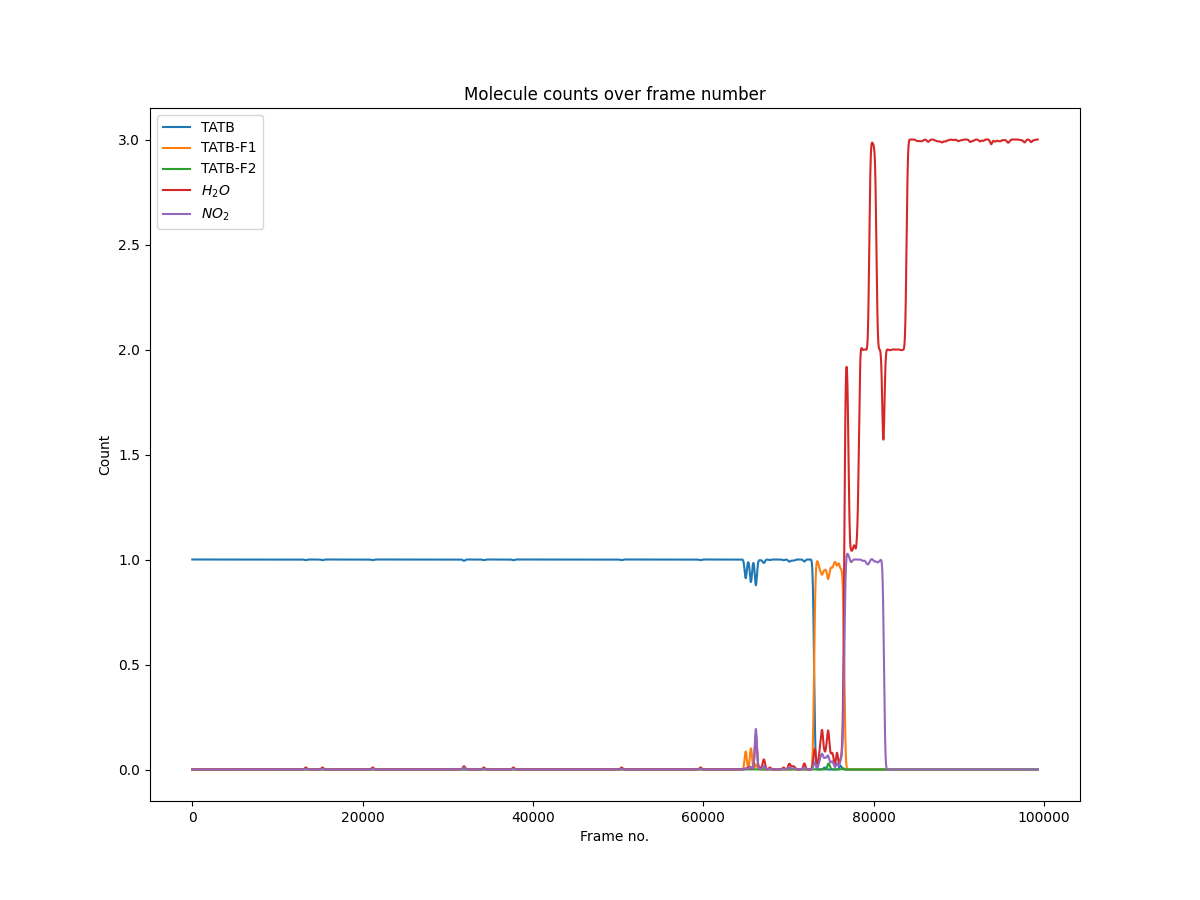 Molecule counts over frame number
TATB
TATB-F1
TATB-F2
H₂O
NO₂
3.0
2.5
2.0
1.5
1.0
0.5
0.0
Count
0 20000 40000 60000 80000 100000
Frame no.